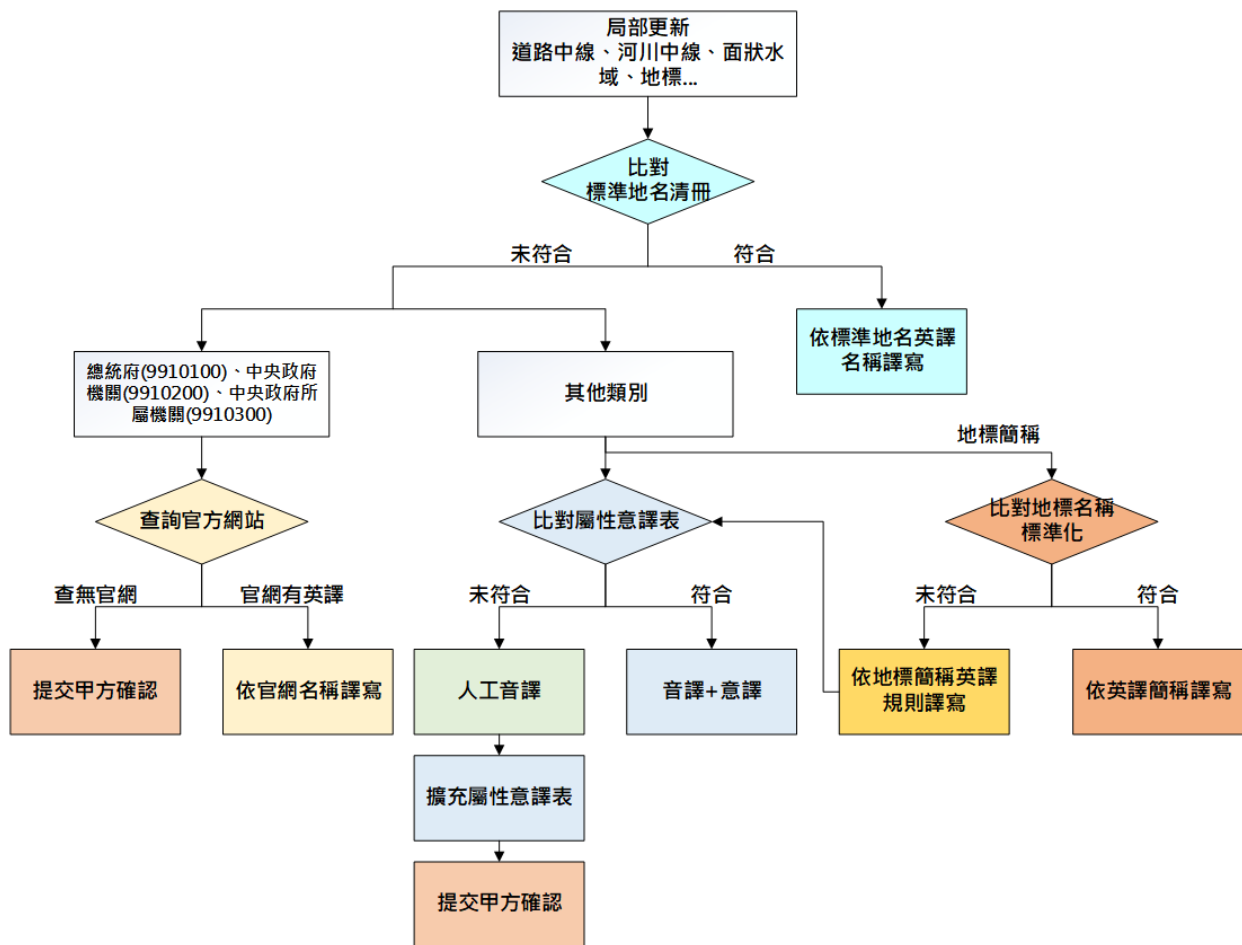 局部更新
道路中線、河川中線、面狀水
域、地標...
比對
標準地名清冊
未符合
符合
依標準地名英譯
名稱譯寫
總統府(9910100)、中央政府
機關(9910200)、中央政府所
屬機關(9910300)
其他類別
地標簡稱
查詢官方網站
比對屬性意譯表
比對地標名稱
標準化
查無官網
官網有英譯
未符合
符合
未符合
符合
提交甲方確認
依官網名稱譯寫
人工音譯
音譯+意譯
依地標簡稱英譯
規則譯寫
依英譯簡稱譯寫
擴充屬性意譯表
提交甲方確認